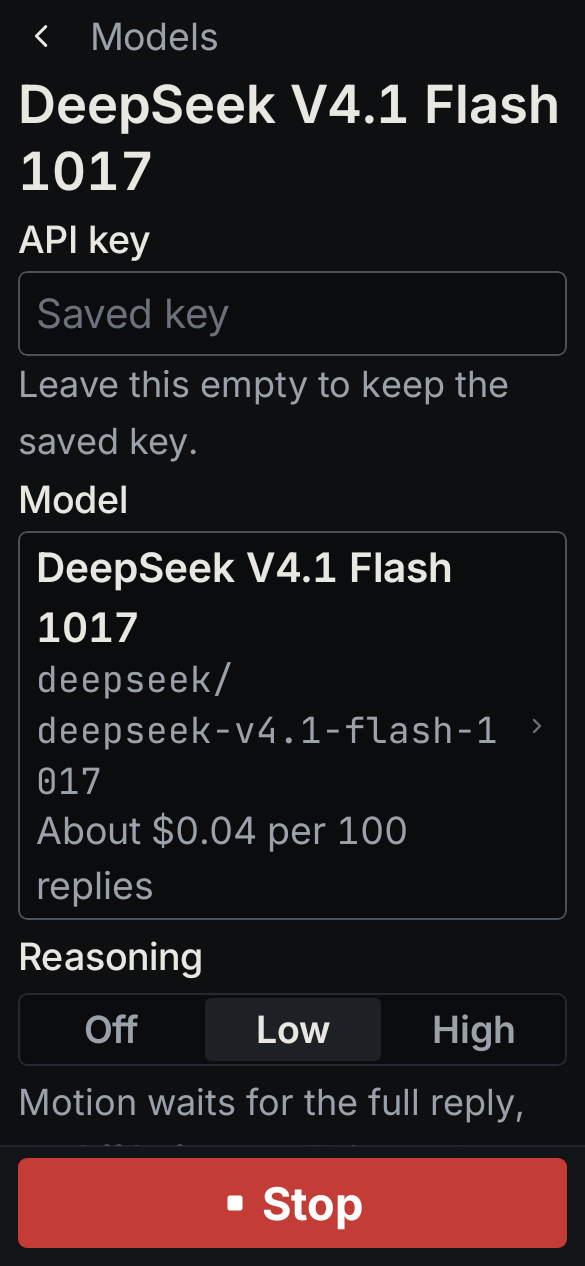 Models
DeepSeek V4.1 Flash
1017
API key
Saved key
Leave this empty to keep the
saved key.
Model
DeepSeek V4.1 Flash
1017
deepseek/
deepseek-v4.1-flash-1
017
About $0.04 per 100
replies
Reasoning
Off Low High
Motion waits for the full reply,
Stop